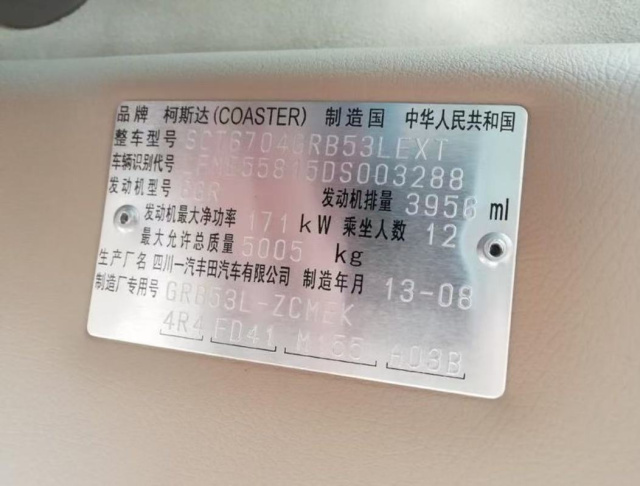 品牌 柯斯达(COASTER) 制造国 中华人民共和国
整车型号 SCT6704GRB53LEXT
车辆识别代号 DS003288
发动机型号 6GR 发动机排量 3956 ml
发动机最大净功率 171 kW 乘坐人数 12
最大允许总质量 5005 kg
生产厂名 四川一汽丰田汽车有限公司 制造年月 13-08
制造厂专用号 GRB53L-ZCMEK
4R4 FD41 M155 A03B